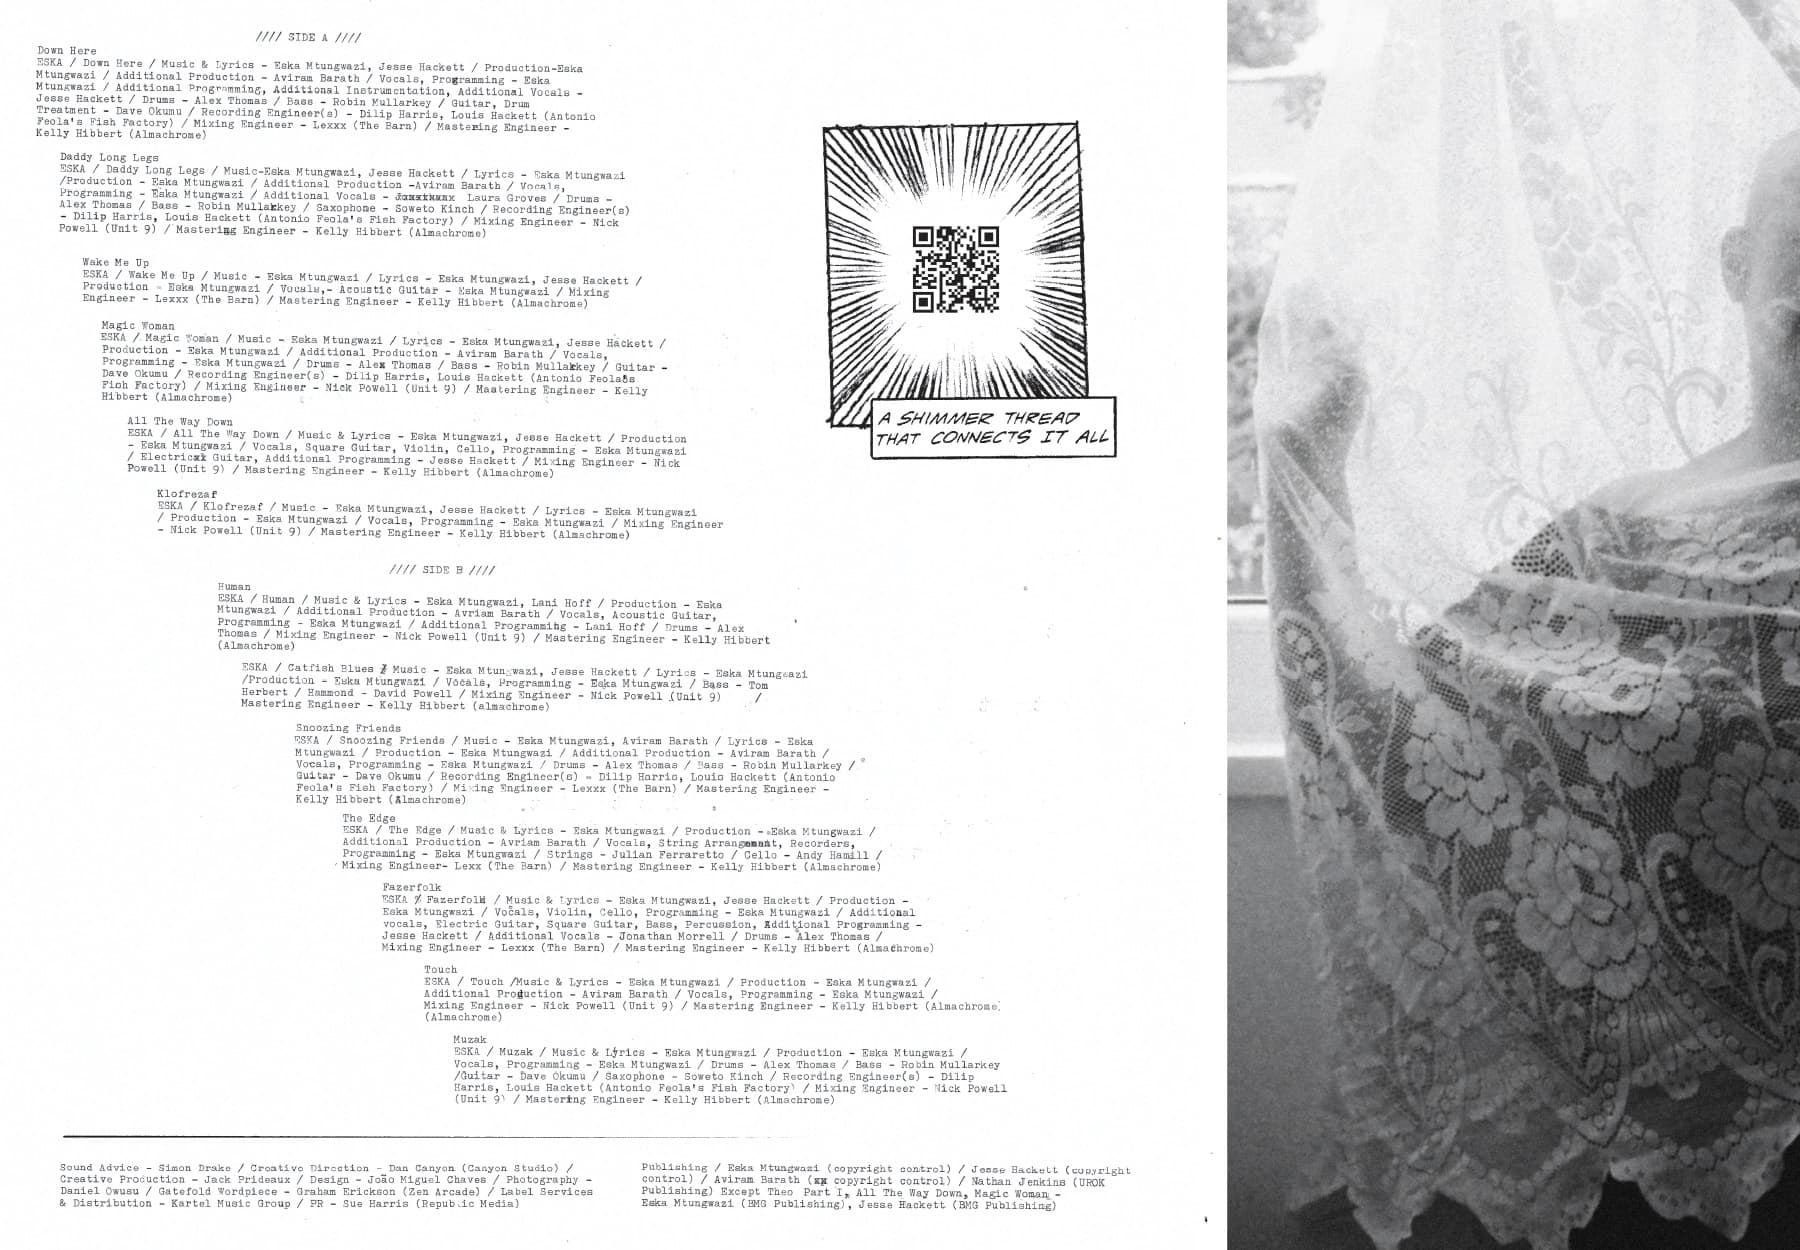 //// SIDE A ////
Down Here
ESKA / Down Here / Music & Lyrics - Eska Mtungwazi, Jesse Hackett / Production-Eska
Mtungwazi / Additional Production - Aviram Barath / Vocals, Programming - Eska
Mtungwazi / Additional Programming, Additional Instrumentation, Additional Vocals -
Jesse Hackett / Drums - Alex Thomas / Bass - Robin Mullarkey / Guitar, Drum
Treatment - Dave Okumu / Recording Engineer(s) - Dilip Harris, Louis Hackett (Antonio
Feola's Fish Factory) / Mixing Engineer - Lexxx (The Barn) / Mastering Engineer -
Kelly Hibbert (Almachrome)
Daddy Long Legs
ESKA / Daddy Long Legs / Music-Eska Mtungwazi, Jesse Hackett / Lyrics - Eska Mtungwazi
/Production - Eska Mtungwazi / Additional Production -Aviram Barath / Vocals,
Programming - Eska Mtungwazi / Additional Vocals - Laura Groves / Drums -
Alex Thomas / Bass - Robin Mullarkey / Saxophone - Soweto Kinch / Recording Engineer(s)
- Dilip Harris, Louis Hackett (Antonio Feola's Fish Factory) / Mixing Engineer - Nick
Powell (Unit 9) / Mastering Engineer - Kelly Hibbert (Almachrome)
Wake Me Up
ESKA / Wake Me Up / Music - Eska Mtungwazi / Lyrics - Eska Mtungwazi, Jesse Hackett /
Production - Eska Mtungwazi / Vocals,- Acoustic Guitar - Eska Mtungwazi / Mixing
Engineer - Lexxx (The Barn) / Mastering Engineer - Kelly Hibbert (Almachrome)
Magic Woman
ESKA / Magic Woman / Music - Eska Mtungwazi / Lyrics - Eska Mtungwazi, Jesse Hackett /
Production - Eska Mtungwazi / Additional Production - Aviram Barath / Vocals,
Programming - Eska Mtungwazi / Drums - Alex Thomas / Bass - Robin Mullarkey / Guitar -
Dave Okumu / Recording Engineer(s) - Dilip Harris, Louis Hackett (Antonio Feola's
Fish Factory) / Mixing Engineer - Nick Powell (Unit 9) / Mastering Engineer - Kelly
Hibbert (Almachrome)
All The Way Down
ESKA / All The Way Down / Music & Lyrics - Eska Mtungwazi, Jesse Hackett / Production
- Eska Mtungwazi / Vocals, Square Guitar, Violin, Cello, Programming - Eska Mtungwazi
/ Electric Guitar, Additional Programming - Jesse Hackett / Mixing Engineer - Nick
Powell (Unit 9) / Mastering Engineer - Kelly Hibbert (Almachrome)
Klofrezaf
ESKA / Klofrezaf / Music - Eska Mtungwazi, Jesse Hackett / Lyrics - Eska Mtungwazi
/ Production - Eska Mtungwazi / Vocals, Programming - Eska Mtungwazi / Mixing Engineer
- Nick Powell (Unit 9) / Mastering Engineer - Kelly Hibbert (Almachrome)
A SHIMMER THREAD
THAT CONNECTS IT ALL
//// SIDE B ////
Human
ESKA / Human / Music & Lyrics - Eska Mtungwazi, Lani Hoff / Production - Eska
Mtungwazi / Additional Production - Avriam Barath / Vocals, Acoustic Guitar,
Programming - Eska Mtungwazi / Additional Programming - Lani Hoff / Drums - Alex
Thomas / Mixing Engineer - Nick Powell (Unit 9) / Mastering Engineer - Kelly Hibbert
(Almachrome)
ESKA / Catfish Blues / Music - Eska Mtungwazi, Jesse Hackett / Lyrics - Eska Mtungwazi
/Production - Eska Mtungwazi / Vocals, Programming - Eska Mtungwazi / Bass - Tom
Herbert / Hammond - David Powell / Mixing Engineer - Nick Powell (Unit 9) /
Mastering Engineer - Kelly Hibbert (almachrome)
Snoozing Friends
ESKA / Snoozing Friends / Music - Eska Mtungwazi, Aviram Barath / Lyrics - Eska
Mtungwazi / Production - Eska Mtungwazi / Additional Production - Aviram Barath /
Vocals, Programming - Eska Mtungwazi / Drums - Alex Thomas / Bass - Robin Mullarkey /
Guitar - Dave Okumu / Recording Engineer(s) - Dilip Harris, Louis Hackett (Antonio
Feola's Fish Factory) / Mixing Engineer - Lexxx (The Barn) / Mastering Engineer -
Kelly Hibbert (Almachrome)
The Edge
ESKA / The Edge / Music & Lyrics - Eska Mtungwazi / Production - Eska Mtungwazi /
Additional Production - Avriam Barath / Vocals, String Arrangement, Recorders,
Programming - Eska Mtungwazi / Strings - Julian Ferraretto / Cello - Andy Hamill /
Mixing Engineer- Lexx (The Barn) / Mastering Engineer - Kelly Hibbert (Almachrome)
Fazerfolk
ESKA / Fazerfolk / Music & Lyrics - Eska Mtungwazi, Jesse Hackett / Production -
Eska Mtungwazi / Vocals, Violin, Cello, Programming - Eska Mtungwazi / Additional
vocals, Electric Guitar, Square Guitar, Bass, Percussion, Additional Programming -
Jesse Hackett / Additional Vocals - Jonathan Morrell / Drums - Alex Thomas /
Mixing Engineer - Lexxx (The Barn) / Mastering Engineer - Kelly Hibbert (Almachrome)
Touch
ESKA / Touch /Music & Lyrics - Eska Mtungwazi / Production - Eska Mtungwazi /
Additional Production - Aviram Barath / Vocals, Programming - Eska Mtungwazi /
Mixing Engineer - Nick Powell (Unit 9) / Mastering Engineer - Kelly Hibbert (Almachrome)
(Almachrome)
Muzak
ESKA / Muzak / Music & Lyrics - Eska Mtungwazi / Production - Eska Mtungwazi /
Vocals, Programming - Eska Mtungwazi / Drums - Alex Thomas / Bass - Robin Mullarkey
/Guitar - Dave Okumu / Saxophone - Soweto Kinch / Recording Engineer(s) - Dilip
Harris, Louis Hackett (Antonio Feola's Fish Factory) / Mixing Engineer - Nick Powell
(Unit 9) / Mastering Engineer - Kelly Hibbert (Almachrome)
Sound Advice - Simon Drake / Creative Direction - Dan Canyon (Canyon Studio) /
Creative Production - Jack Prideaux / Design - João Miguel Chaves / Photography -
Daniel Owusu / Gatefold Wordpiece - Graham Erickson (Zen Arcade) / Label Services
& Distribution - Kartel Music Group / PR - Sue Harris (Republic Media)
Publishing / Eska Mtungwazi (copyright control) / Jesse Hackett (copyright
control) / Aviram Barath (xx copyright control) / Nathan Jenkins (UROK
Publishing) Except Theo Part I, All The Way Down, Magic Woman -
Eska Mtungwazi (BMG Publishing), Jesse Hackett (BMG Publishing)